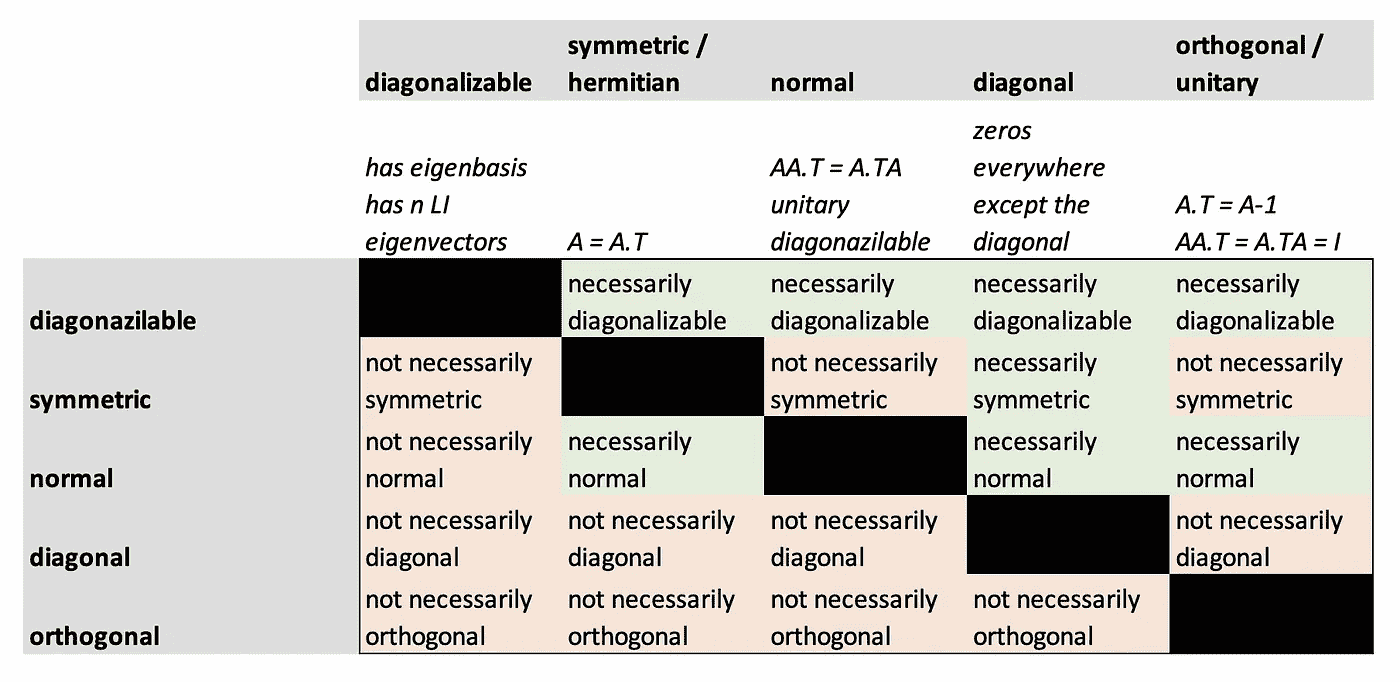 diagonalizable
symmetric /
hermitian
normal
diagonal
orthogonal /
unitary
has eigenbasis
has n LI
eigenvectors
A = A.T
AA.T = A.TA
unitary
diagonazilable
zeros
everywhere
except the
diagonal
A.T = A-1
AA.T = A.TA = I
diagonazilable
necessarily
diagonalizable
necessarily
diagonalizable
necessarily
diagonalizable
necessarily
diagonalizable
symmetric
not necessarily
symmetric
not necessarily
symmetric
necessarily
symmetric
not necessarily
symmetric
normal
not necessarily
normal
necessarily
normal
necessarily
normal
necessarily
normal
diagonal
not necessarily
diagonal
not necessarily
diagonal
not necessarily
diagonal
not necessarily
diagonal
orthogonal
not necessarily
orthogonal
not necessarily
orthogonal
not necessarily
orthogonal
not necessarily
orthogonal